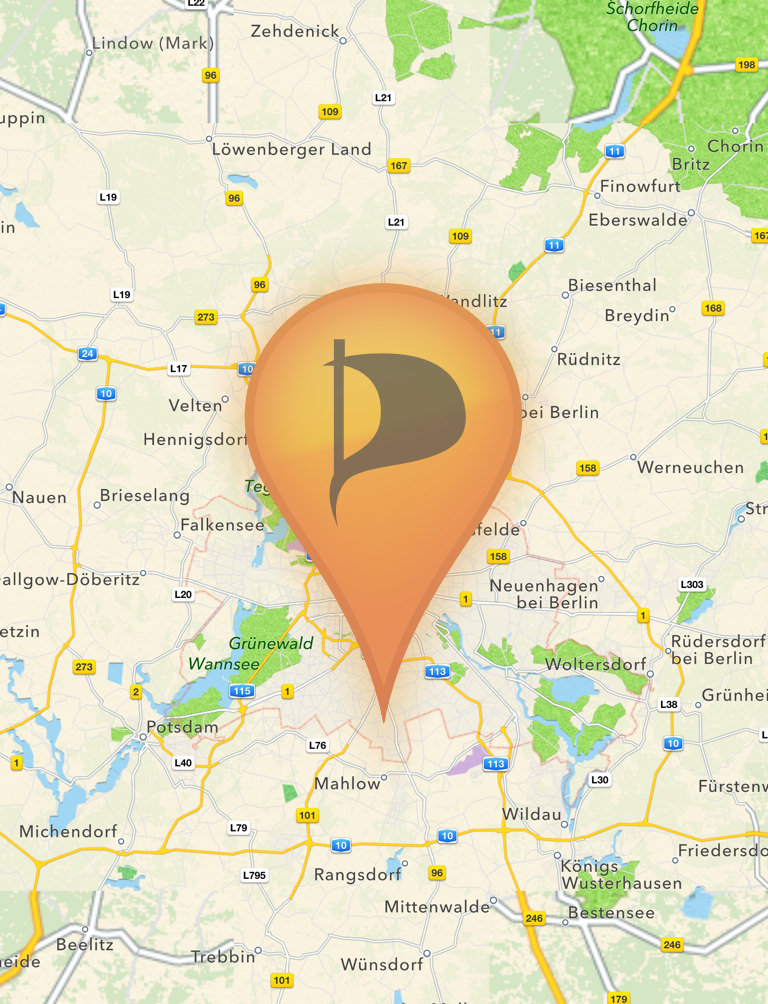 L22
Schorfheide
Chorin
Zehdenick
Lindow (Mark)
198
96
L21
109
uppin
Chorin
Löwenberger Land
11
Britz
167
Finowfurt
L19
96
Eberswalde
L21
in
109
167
11
96
Biesenthal
L19
Wandlitz
168
273
Breydin
11
24
Rüdnitz
L17
10
10
Velten
bei Berlin
Hennigsdorf
158
Werneuchen
Teg
Nauen
Brieselang
Str
Falkensee
sfelde
158
allgow-Döberitz
Neuenhagen
bei Berlin
L303
L20
1
1
etzin
Grünewald
Rüdersdorf
bei Berlin
Wannsee
273
Woltersdorf
113
115
1
2
Grünhei
L38
Potsdam
L76
10
1
L40
113
L30
Mahlow
Fürstenw
101
Wildau
L79
Michendorf
10
10
Friedersdo
Königs
Wusterhausen
L795
Rangsdorf
96
Mittenwalde
Bestensee
246
Beelitz
246
Trebbin
heide
Wünsdorf
101
179